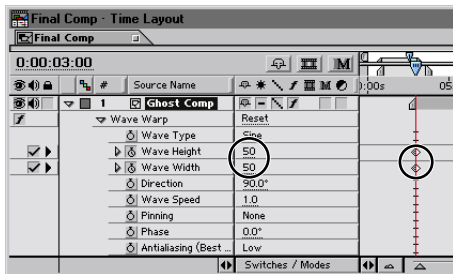 Final Comp · Time Layout
Final Comp
0:00:03:00
M
# Source Name M
):00s 05
1 Ghost Comp
Wave Warp Reset
Wave Type Sine
Wave Height 50
Wave Width 50
Direction 90.0°
Wave Speed 1.0
Pinning None
Phase 0.0°
Antialiasing (Best ... Low
Switches / Modes